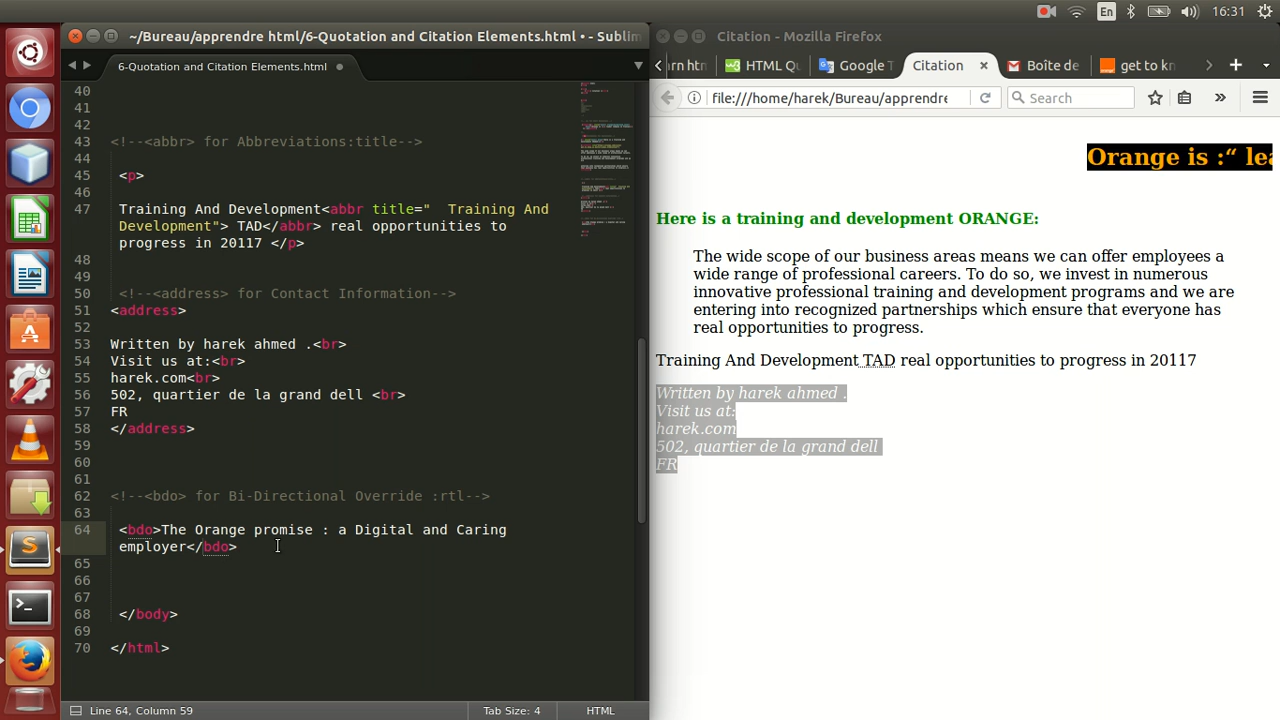 En
16:31
~/Bureau/apprendre html/6-Quotation and Citation Elements.html • - Sublim
6-Quotation and Citation Elements.html
40
41
42
43 <!--<abbr> for Abbreviations:title-->
44
45 <p>
46
47 Training And Development<abbr title="  Training And
Development"> TAD</abbr> real opportunities to
progress in 20117 </p>
48
49
50 <!--<address> for Contact Information-->
51 <address>
52
53 Written by harek ahmed .<br>
54 Visit us at:<br>
55 harek.com<br>
56 502, quartier de la grand dell <br>
57 FR
58 </address>
59
60
61
62 <!--<bdo> for Bi-Directional Override :rtl-->
63
64 <bdo>The Orange promise : a Digital and Caring
employer</bdo>
65
66
67
68 </body>
69
70 </html>
Line 64, Column 59
Tab Size: 4
HTML
Citation - Mozilla Firefox
arn htn
HTML Qu
Google T
Citation
Boîte de
get to kn
file:///home/harek/Bureau/apprendre
Search
Orange is :“ lea
Here is a training and development ORANGE:
The wide scope of our business areas means we can offer employees a
wide range of professional careers. To do so, we invest in numerous
innovative professional training and development programs and we are
entering into recognized partnerships which ensure that everyone has
real opportunities to progress.
Training And Development TAD real opportunities to progress in 20117
Written by harek ahmed .
Visit us at:
harek.com
502, quartier de la grand dell
FR